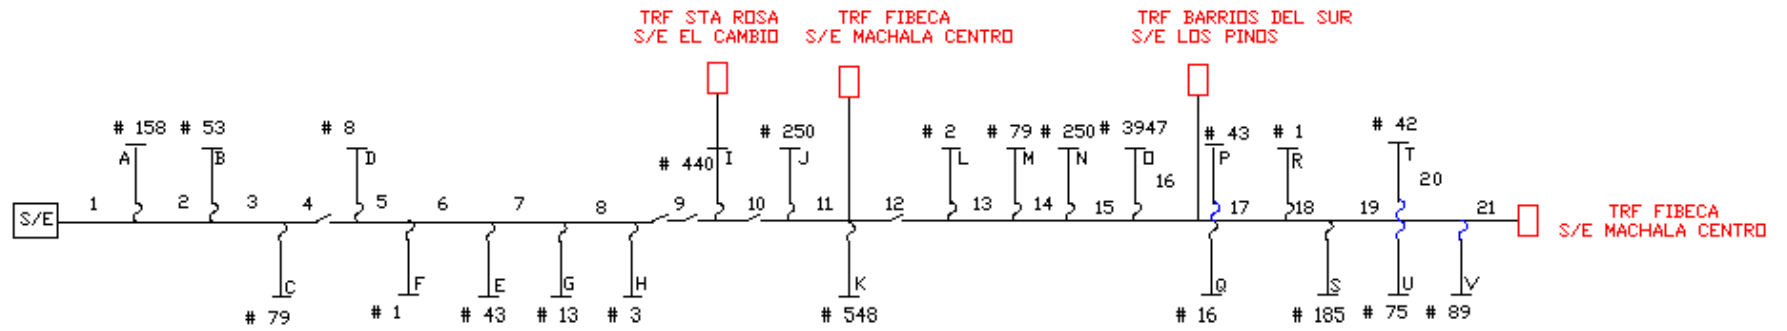 TRF STA ROSA
S/E EL CAMBIO
TRF FIBECA
S/E MACHALA CENTRO
TRF BARRIOS DEL SUR
S/E LOS PINOS
# 158
# 53
# 8
# 440
# 250
# 2
# 79
# 250
# 3947
# 43
# 1
# 42
A
B
D
I
J
L
M
N
O
P
R
T
S/E
1
2
3
4
5
6
7
8
9
10
11
12
13
14
15
16
17
18
19
20
21
TRF FIBECA
S/E MACHALA CENTRO
C
F
E
G
H
K
Q
S
U
V
# 79
# 1
# 43
# 13
# 3
# 548
# 16
# 185
# 75
# 89